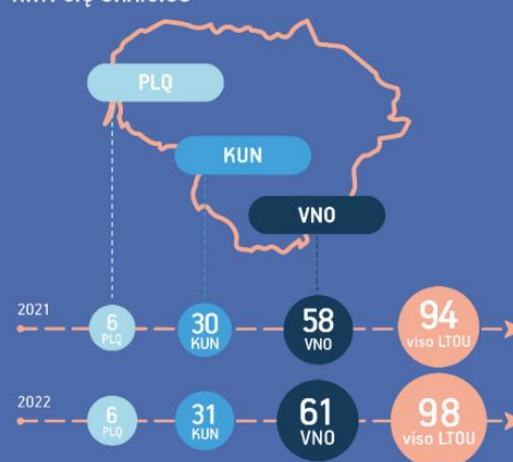 PLQ
KUN
VNO
2021
6
PLQ
30
KUN
58
VNO
94
viso LTOU
2022
6
PLQ
31
KUN
61
VNO
98
viso LTOU